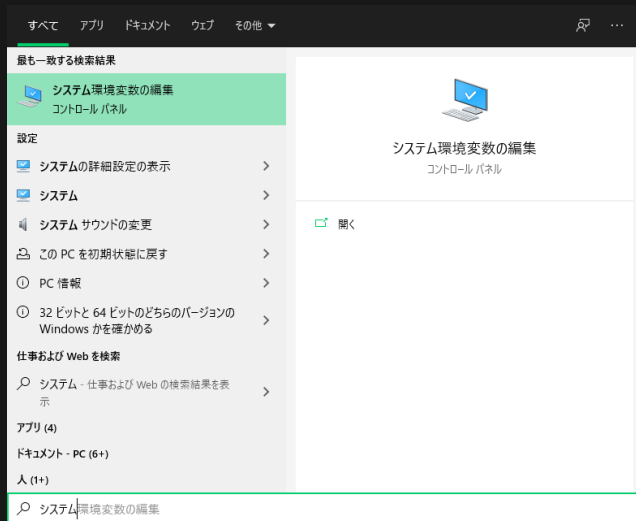 すべて アプリ ドキュメント ウェブ その他
最も一致する検索結果
システム環境変数の編集
コントロール パネル
設定
システムの詳細設定の表示
システム
システム サウンドの変更
この PC を初期状態に戻す
PC 情報
32 ビットと 64 ビットのどちらのバージョンの
Windows かを確かめる
仕事および Web を検索
システム - 仕事および Web の検索結果を表
示
アプリ (4)
ドキュメント - PC (6+)
人 (1+)
システム環境変数の編集
コントロール パネル
開く
システム環境変数の編集